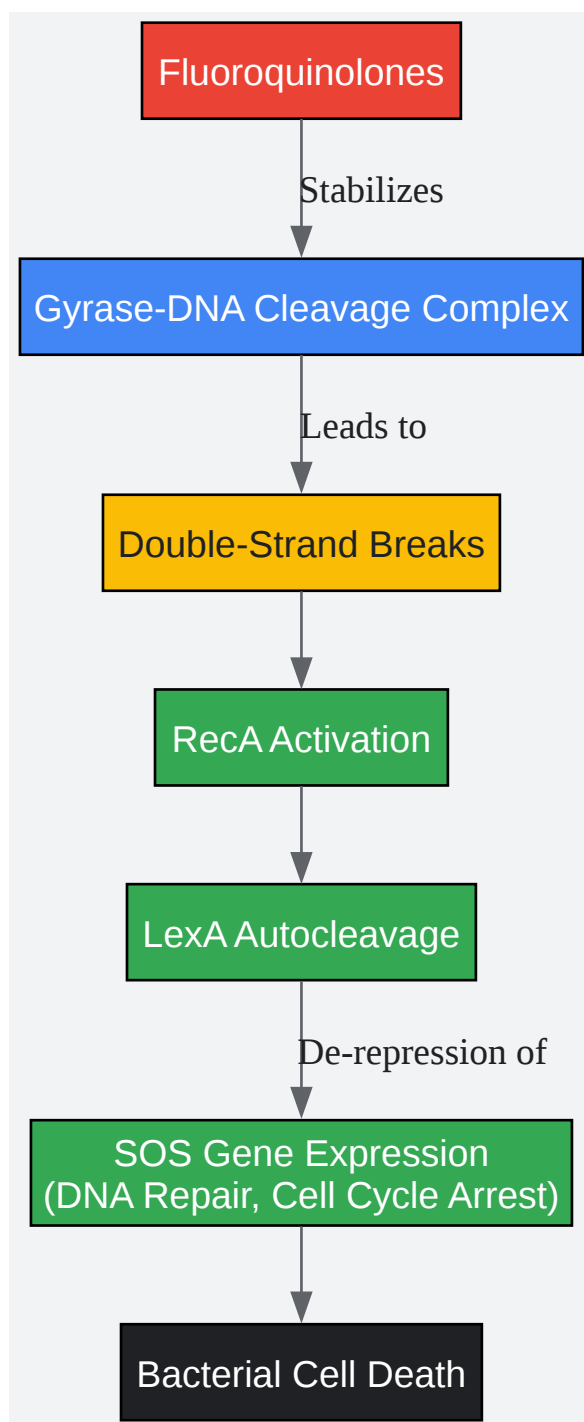 Fluoroquinolones
Stabilizes
Gyrase-DNA Cleavage Complex
Leads to
Double-Strand Breaks
RecA Activation
LexA Autocleavage
De-repression of
SOS Gene Expression
(DNA Repair, Cell Cycle Arrest)
Bacterial Cell Death